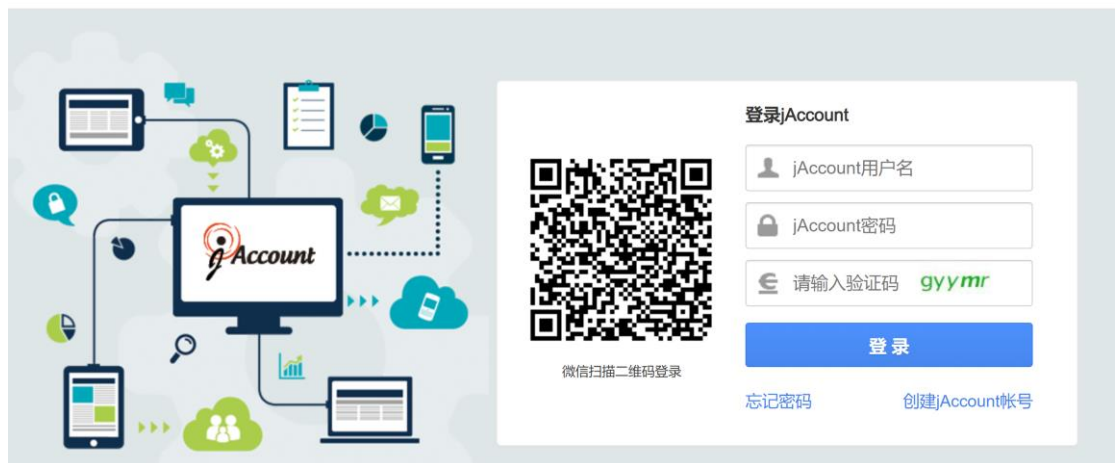 登录jAccount
jAccount用户名
jAccount密码
请输入验证码 gyymr
登 录
忘记密码 创建jAccount帐号
微信扫描二维码登录
jAccount